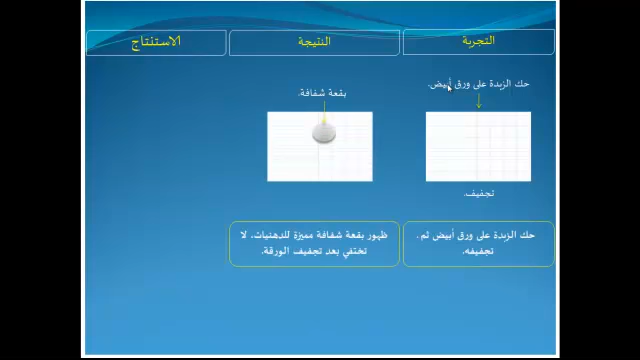 التجربة
النتيجة
الاستنتاج
حك الزبدة على ورق أبيض.
بقعة شفافة.
تجفيف.
حك الزبدة على ورق أبيض ثم .
تجفيفه.
ظهور بقعة شفافة مميزة للدهنيات، لا
تختفي بعد تجفيف الورقة.